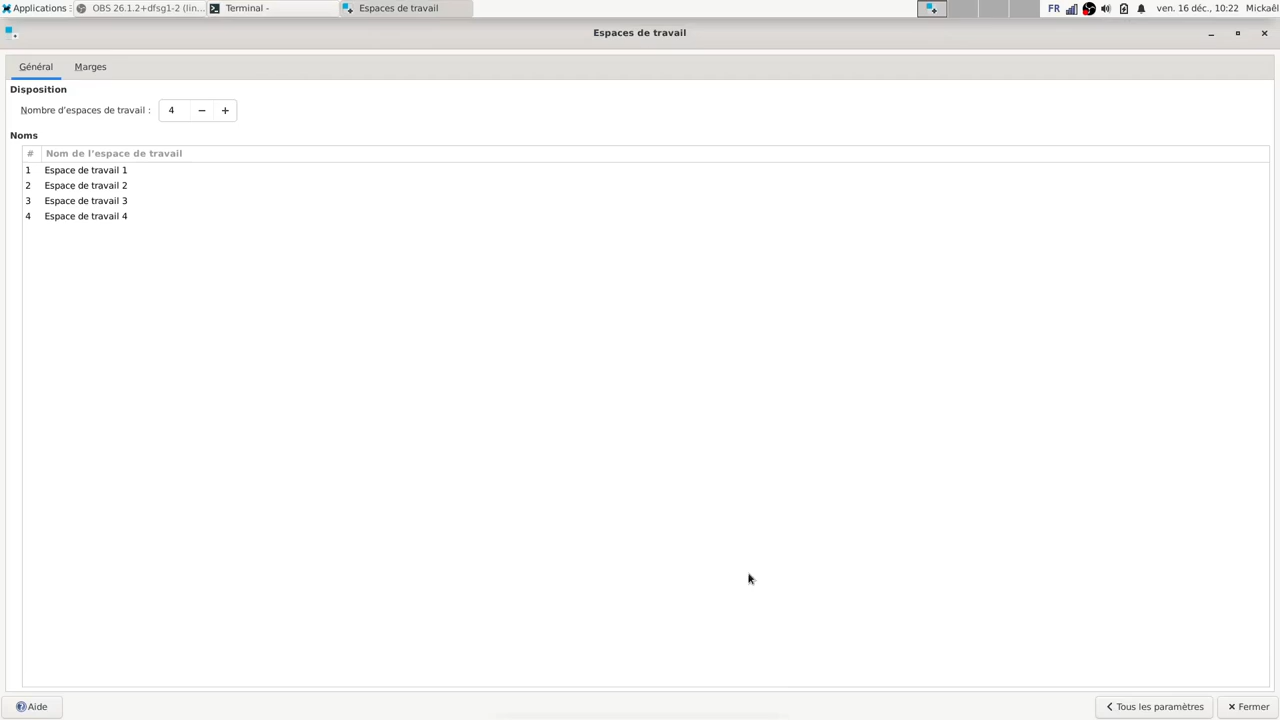 Applications
OBS 26.1.2+dfsg1-2 (lin...
Terminal -
Espaces de travail
FR
ven. 16 déc., 10:22
Mickaël
Espaces de travail
Général
Marges
Disposition
Nombre d’espaces de travail :
4
Noms
#
Nom de l’espace de travail
1 Espace de travail 1
2 Espace de travail 2
3 Espace de travail 3
4 Espace de travail 4
Aide
Tous les paramètres
Fermer